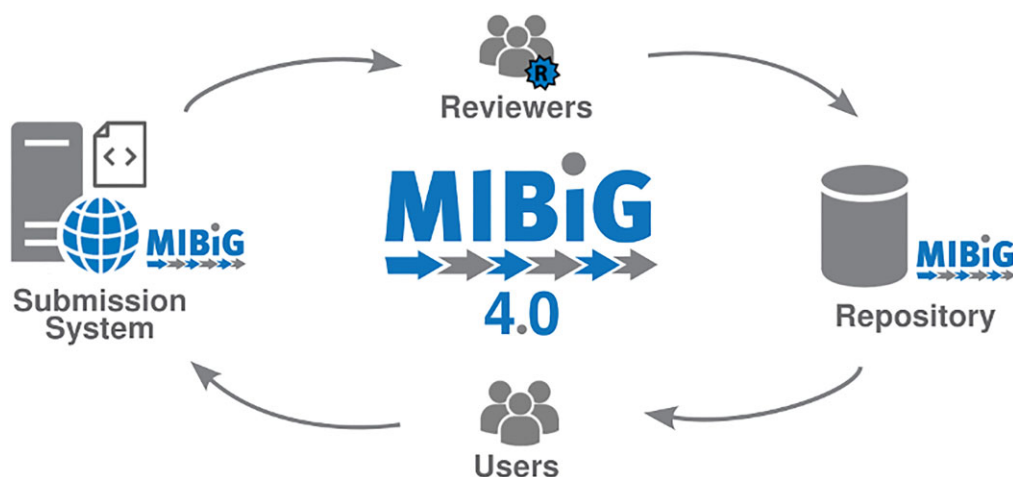 R
Reviewers
< >
MIBiG
Submission
System
MIBiG
4.0
MIBiG
Repository
Users